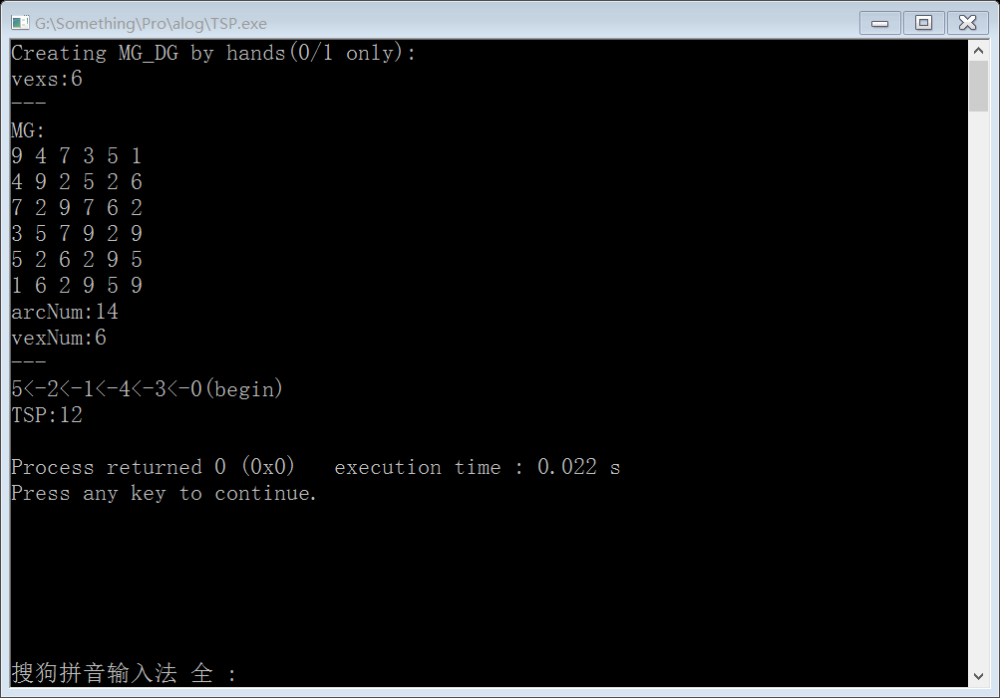 G:\Something\Pro\alog\TSP.exe
Creating MG_DG by hands(0/1 only):
vexs:6
---
MG:
9 4 7 3 5 1
4 9 2 5 2 6
7 2 9 7 6 2
3 5 7 9 2 9
5 2 6 2 9 5
1 6 2 9 5 9
arcNum:14
vexNum:6
---
5<-2<-1<-4<-3<-0(begin)
TSP:12
Process returned 0 (0x0)   execution time : 0.022 s
Press any key to continue.
搜狗拼音输入法 全 :